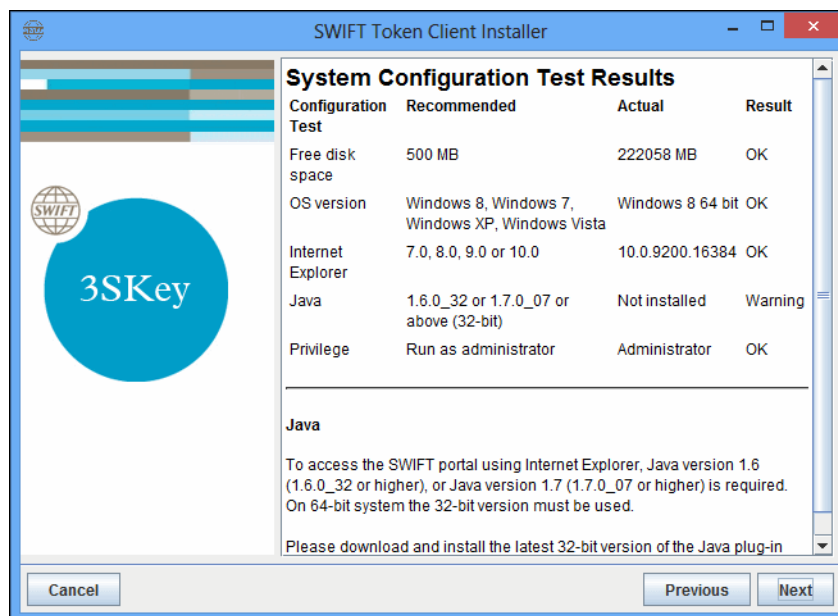 SWIFT Token Client Installer
SWIFT
3SKey
System Configuration Test Results
Configuration Test Recommended Actual Result
Free disk space 500 MB 222058 MB OK
OS version Windows 8, Windows 7, Windows XP, Windows Vista Windows 8 64 bit OK
Internet Explorer 7.0, 8.0, 9.0 or 10.0 10.0.9200.16384 OK
Java 1.6.0_32 or 1.7.0_07 or above (32-bit) Not installed Warning
Privilege Run as administrator Administrator OK
Java
To access the SWIFT portal using Internet Explorer, Java version 1.6
(1.6.0_32 or higher), or Java version 1.7 (1.7.0_07 or higher) is required.
On 64-bit system the 32-bit version must be used.
Please download and install the latest 32-bit version of the Java plug-in
Cancel Previous Next